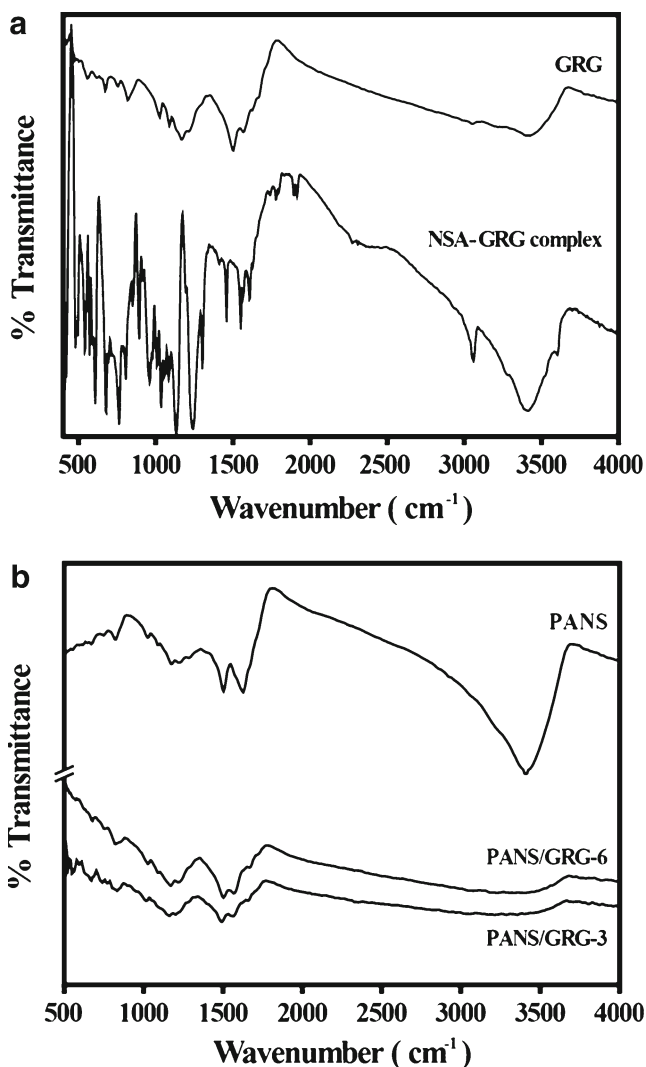 a
GRG
NSA-GRG complex
% Transmittance
500 1000 1500 2000 2500 3000 3500 4000
Wavenumber ( cm-1 )
b
PANS
PANS/GRG-6
PANS/GRG-3
% Transmittance
500 1000 1500 2000 2500 3000 3500 4000
Wavenumber ( cm-1 )